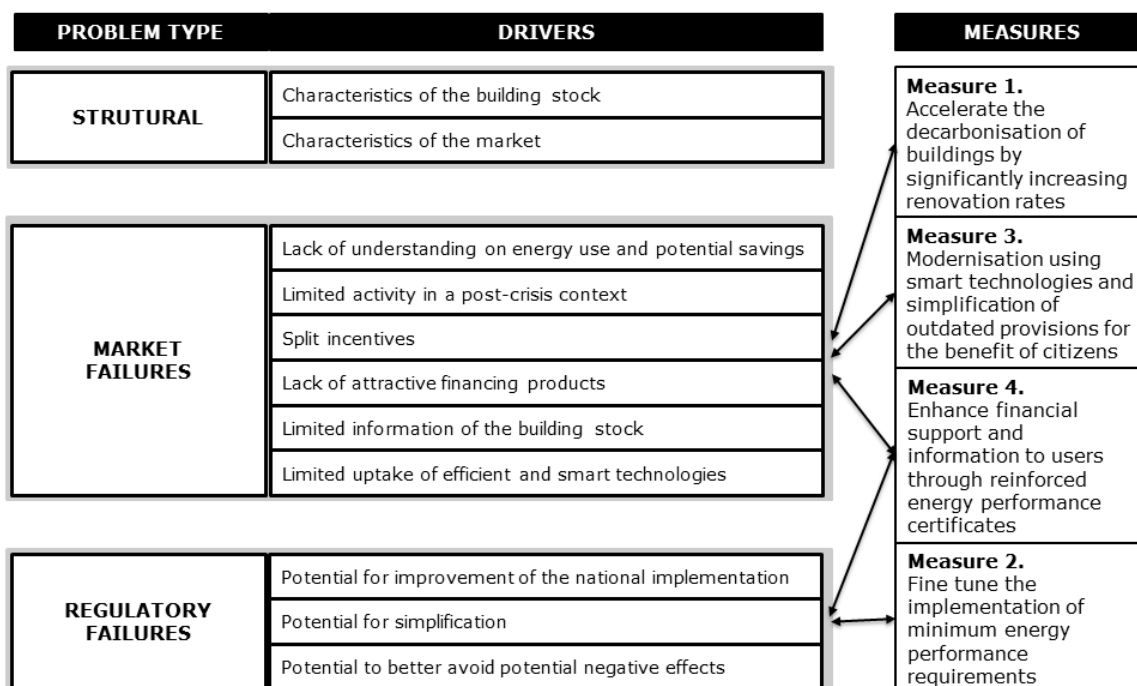 PROBLEM TYPE
DRIVERS
MEASURES
STRUTURAL
Characteristics of the building stock
Characteristics of the market
MARKET
FAILURES
Lack of understanding on energy use and potential savings
Limited activity in a post-crisis context
Split incentives
Lack of attractive financing products
Limited information of the building stock
Limited uptake of efficient and smart technologies
REGULATORY
FAILURES
Potential for improvement of the national implementation
Potential for simplification
Potential to better avoid potential negative effects
Measure 1.
Accelerate the
decarbonisation of
buildings by
significantly increasing
renovation rates
Measure 3.
Modernisation using
smart technologies and
simplification of
outdated provisions for
the benefit of citizens
Measure 4.
Enhance financial
support and
information to users
through reinforced
energy performance
certificates
Measure 2.
Fine tune the
implementation of
minimum energy
performance
requirements